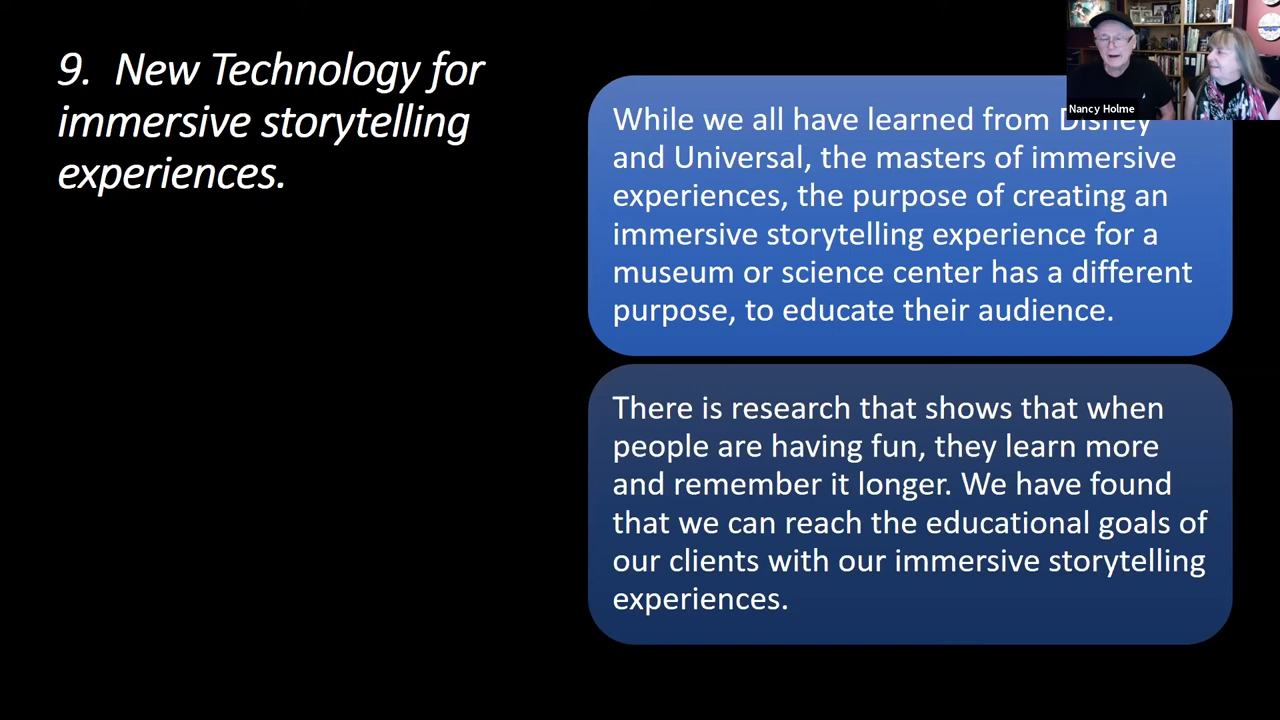 9. New Technology for
immersive storytelling
experiences.
Nancy Holme
While we all have learned from Disney
and Universal, the masters of immersive
experiences, the purpose of creating an
immersive storytelling experience for a
museum or science center has a different
purpose, to educate their audience.
There is research that shows that when
people are having fun, they learn more
and remember it longer. We have found
that we can reach the educational goals of
our clients with our immersive storytelling
experiences.